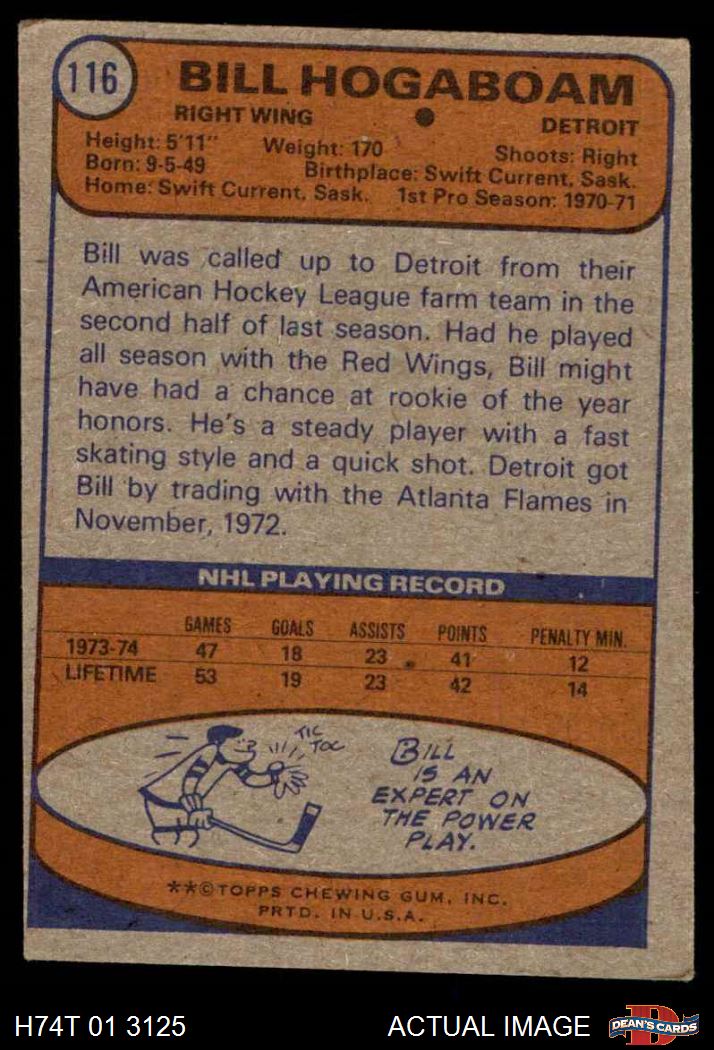 116
BILL HOGABOAM
RIGHT WING
DETROIT
Height: 5'11" Weight: 170 Shoots: Right
Born: 9-5-49 Birthplace: Swift Current, Sask.
Home: Swift Current, Sask. 1st Pro Season: 1970-71
Bill was called up to Detroit from their
American Hockey League farm team in the
second half of last season. Had he played
all season with the Red Wings, Bill might
have had a chance at rookie of the year
honors. He's a steady player with a fast
skating style and a quick shot. Detroit got
Bill by trading with the Atlanta Flames in
November, 1972.
NHL PLAYING RECORD
GAMES GOALS ASSISTS POINTS PENALTY MIN.
1973-74 47 18 23 41 12
LIFETIME 53 19 23 42 14
TIC
TOC
BILL
IS AN
EXPERT ON
THE POWER
PLAY.
**©TOPPS CHEWING GUM, INC.
PRTD. IN U.S.A.
H74T 01 3125 ACTUAL IMAGE
D
DEAN'S CARDS